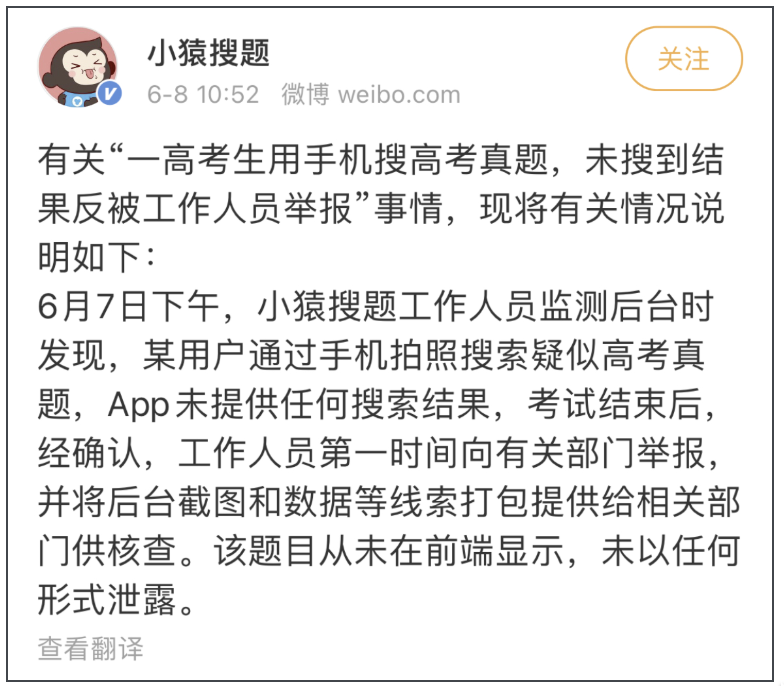 小猿搜题
关注
6-8 10:52 微博 weibo.com
有关“一高考生用手机搜高考真题，未搜到结
果反被工作人员举报”事情，现将有关情况说
明如下：
6月7日下午，小猿搜题工作人员监测后台时
发现，某用户通过手机拍照搜索疑似高考真
题，App未提供任何搜索结果，考试结束后，
经确认，工作人员第一时间向有关部门举报，
并将后台截图和数据等线索打包提供给相关部
门供核查。该题目从未在前端显示，未以任何
形式泄露。
查看翻译